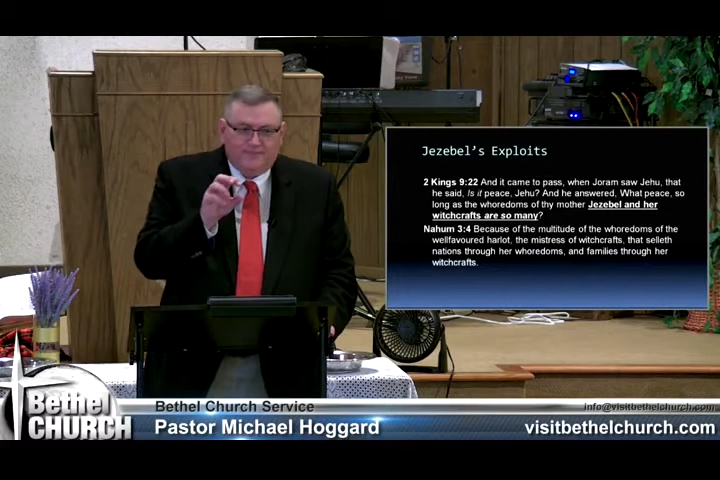 Jezebel's Exploits
2 Kings 9:22 And it came to pass, when Joram saw Jehu, that
he said, Is it peace, Jehu? And he answered, What peace, so
long as the whoredoms of thy mother Jezebel and her
witchcrafts are so many?
Nahum 3:4 Because of the multitude of the whoredoms of the
wellfavoured harlot, the mistress of witchcrafts, that selleth
nations through her whoredoms, and families through her
witchcrafts.
Bethel
CHURCH
Bethel Church Service
info@visitbethelchurch.com
Pastor Michael Hoggard
visitbethelchurch.com